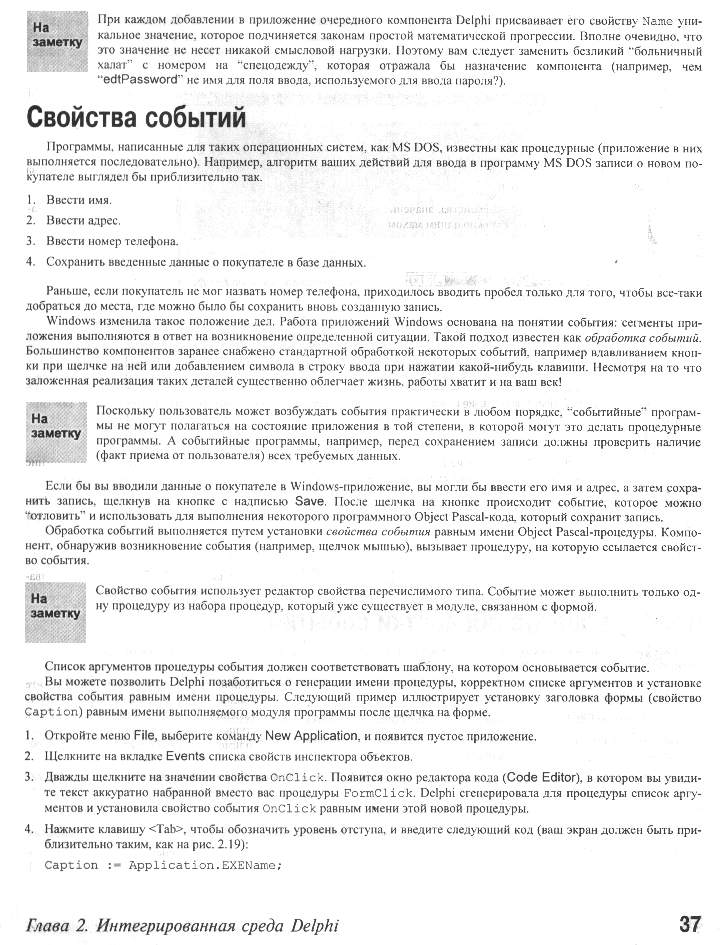 На
заметку
При каждом добавлении в приложение очередного компонента Delphi присваивает его свойству Name уни-
кальное значение, которое подчиняется законам простой математической прогрессии. Вполне очевидно, что
это значение не несет никакой смысловой нагрузки. Поэтому вам следует заменить безликий “больничный
халат” с номером на “спецодежду”, которая отражала бы назначение компонента (например, чем
“edtPassword” не имя для поля ввода, используемого для ввода пароля?).
Свойства событий
Программы, написанные для таких операционных систем, как MS DOS, известны как процедурные (приложение в них
выполняется последовательно). Например, алгоритм ваших действий для ввода в программу MS DOS записи о новом по-
купателе выглядел бы приблизительно так.
1. Ввести имя.
2. Ввести адрес.
3. Ввести номер телефона.
4. Сохранить введенные данные о покупателе в базе данных.
Раньше, если покупатель не мог назвать номер телефона, приходилось вводить пробел только для того, чтобы все-таки
добраться до места, где можно было бы сохранить вновь созданную запись.
Windows изменила такое положение дел. Работа приложений Windows основана на понятии события: сегменты при-
ложения выполняются в ответ на возникновение определенной ситуации. Такой подход известен как обработка событий.
Большинство компонентов заранее снабжено стандартной обработкой некоторых событий, например вдавливанием кноп-
ки при щелчке на ней или добавлением символа в строку ввода при нажатии какой-нибудь клавиши. Несмотря на то что
заложенная реализация таких деталей существенно облегчает жизнь, работы хватит и на ваш век!
На
заметку
Поскольку пользователь может возбуждать события практически в любом порядке, “событийные” програм-
мы не могут полагаться на состояние приложения в той степени, в которой могут это делать процедурные
программы. А событийные программы, например, перед сохранением записи должны проверить наличие
(факт приема от пользователя) всех требуемых данных.
Если бы вы вводили данные о покупателе в Windows-приложение, вы могли бы ввести его имя и адрес, а затем сохра-
нить запись, щелкнув на кнопке с надписью Save. После щелчка на кнопке происходит событие, которое можно
“отловить” и использовать для выполнения некоторого программного Object Pascal-кода, который сохранит запись.
Обработка событий выполняется путем установки свойства события равным имени Object Pascal-процедуры. Компо-
нент, обнаружив возникновение события (например, щелчок мышью), вызывает процедуру, на которую ссылается свойст-
во события.
На
заметку
Свойство события использует редактор свойства перечислимого типа. Событие может выполнить только од-
ну процедуру из набора процедур, который уже существует в модуле, связанном с формой.
Список аргументов процедуры события должен соответствовать шаблону, на котором основывается событие.
Вы можете позволить Delphi позаботиться о генерации имени процедуры, корректном списке аргументов и установке
свойства события равным имени процедуры. Следующий пример иллюстрирует установку заголовка формы (свойство
Caption) равным имени выполняемого модуля программы после щелчка на форме.
1. Откройте меню File, выберите команду New Application, и появится пустое приложение.
2. Щелкните на вкладке Events списка свойств инспектора объектов.
3. Дважды щелкните на значении свойства OnClick. Появится окно редактора кода (Code Editor), в котором вы увиди-
те текст аккуратно набранной вместо вас процедуры FormClick. Delphi сгенерировала для процедуры список аргу-
ментов и установила свойство события OnClick равным имени этой новой процедуры.
4. Нажмите клавишу <Tab>, чтобы обозначить уровень отступа, и введите следующий код (ваш экран должен быть при-
близительно таким, как на рис. 2.19):
Caption := Application.EXEName;
Глава 2. Интегрированная среда Delphi
37